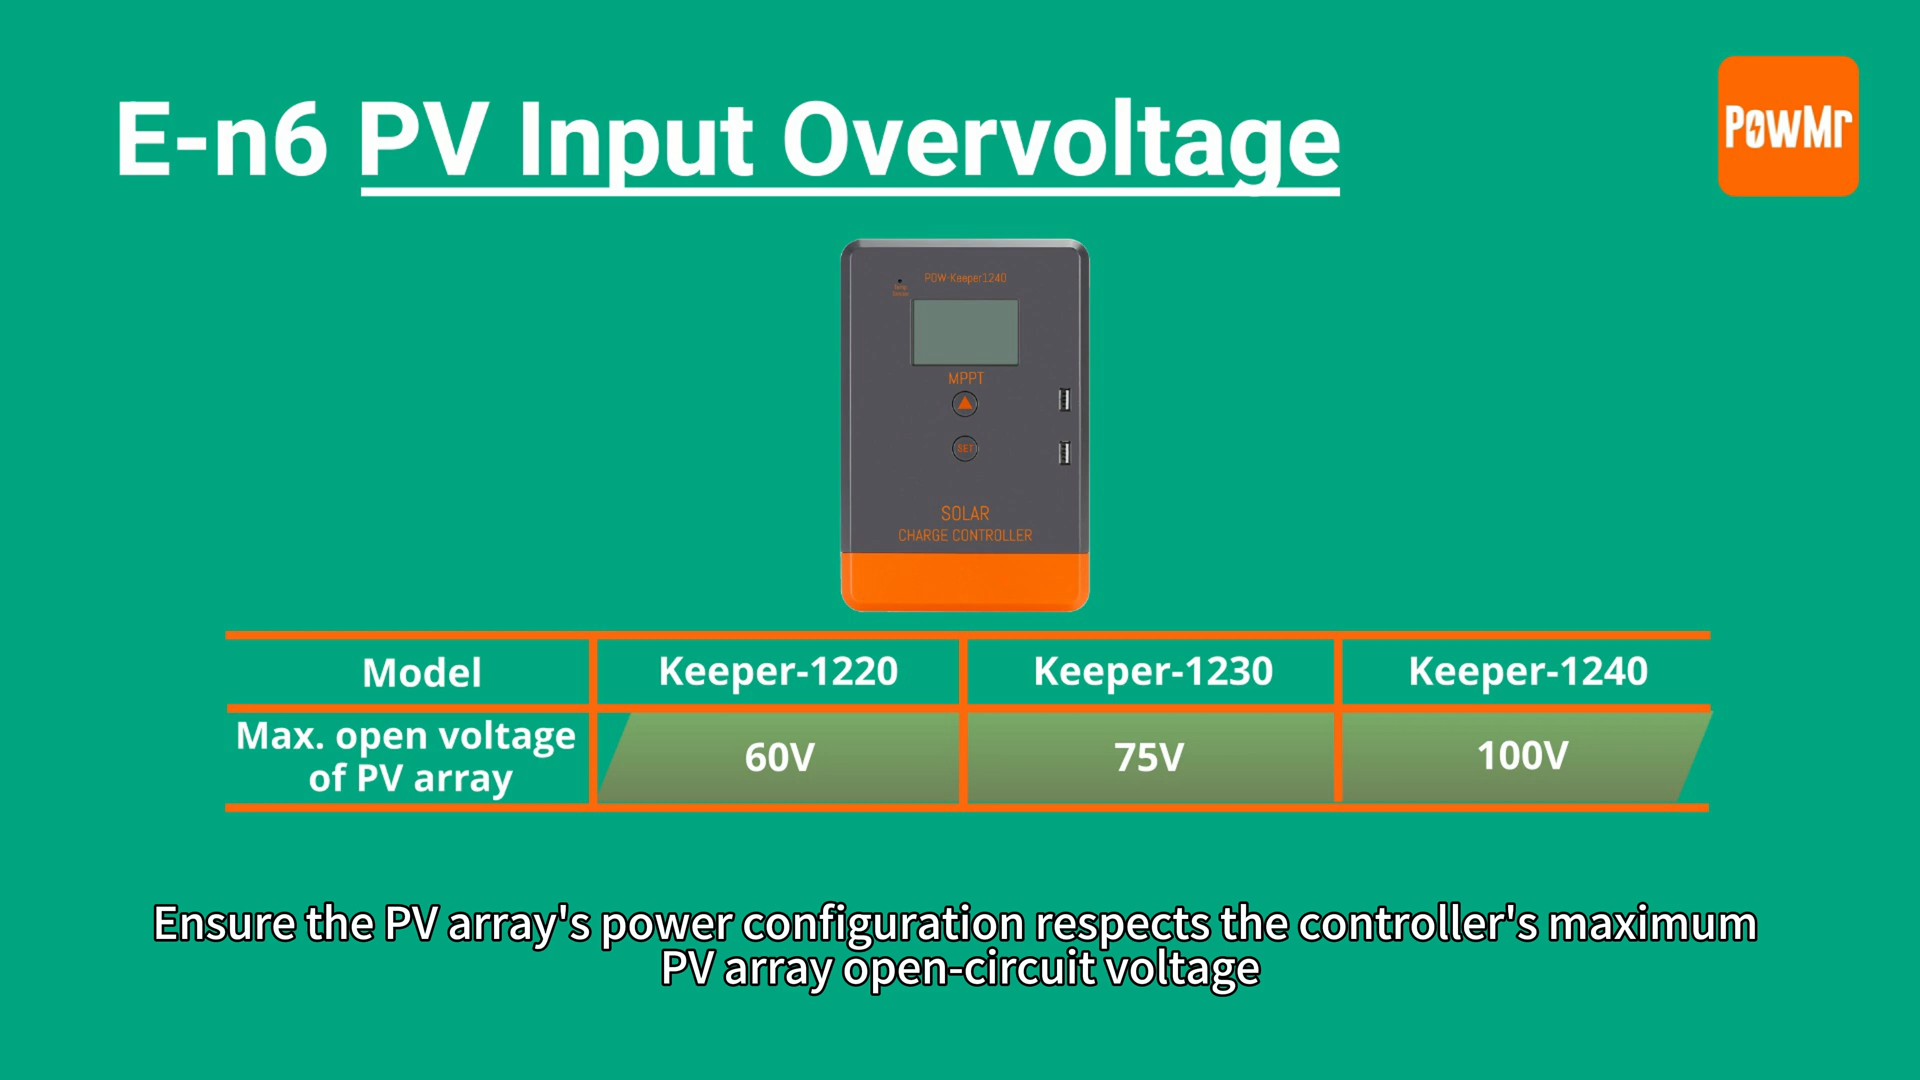 E-n6 PV Input Overvoltage
PowMr
POW-Keeper1240
MPPT
SET
SOLAR
CHARGE CONTROLLER
Model Keeper-1220 Keeper-1230 Keeper-1240
Max. open voltage
of PV array
60V 75V 100V
Ensure the PV array's power configuration respects the controller's maximum
PV array open-circuit voltage